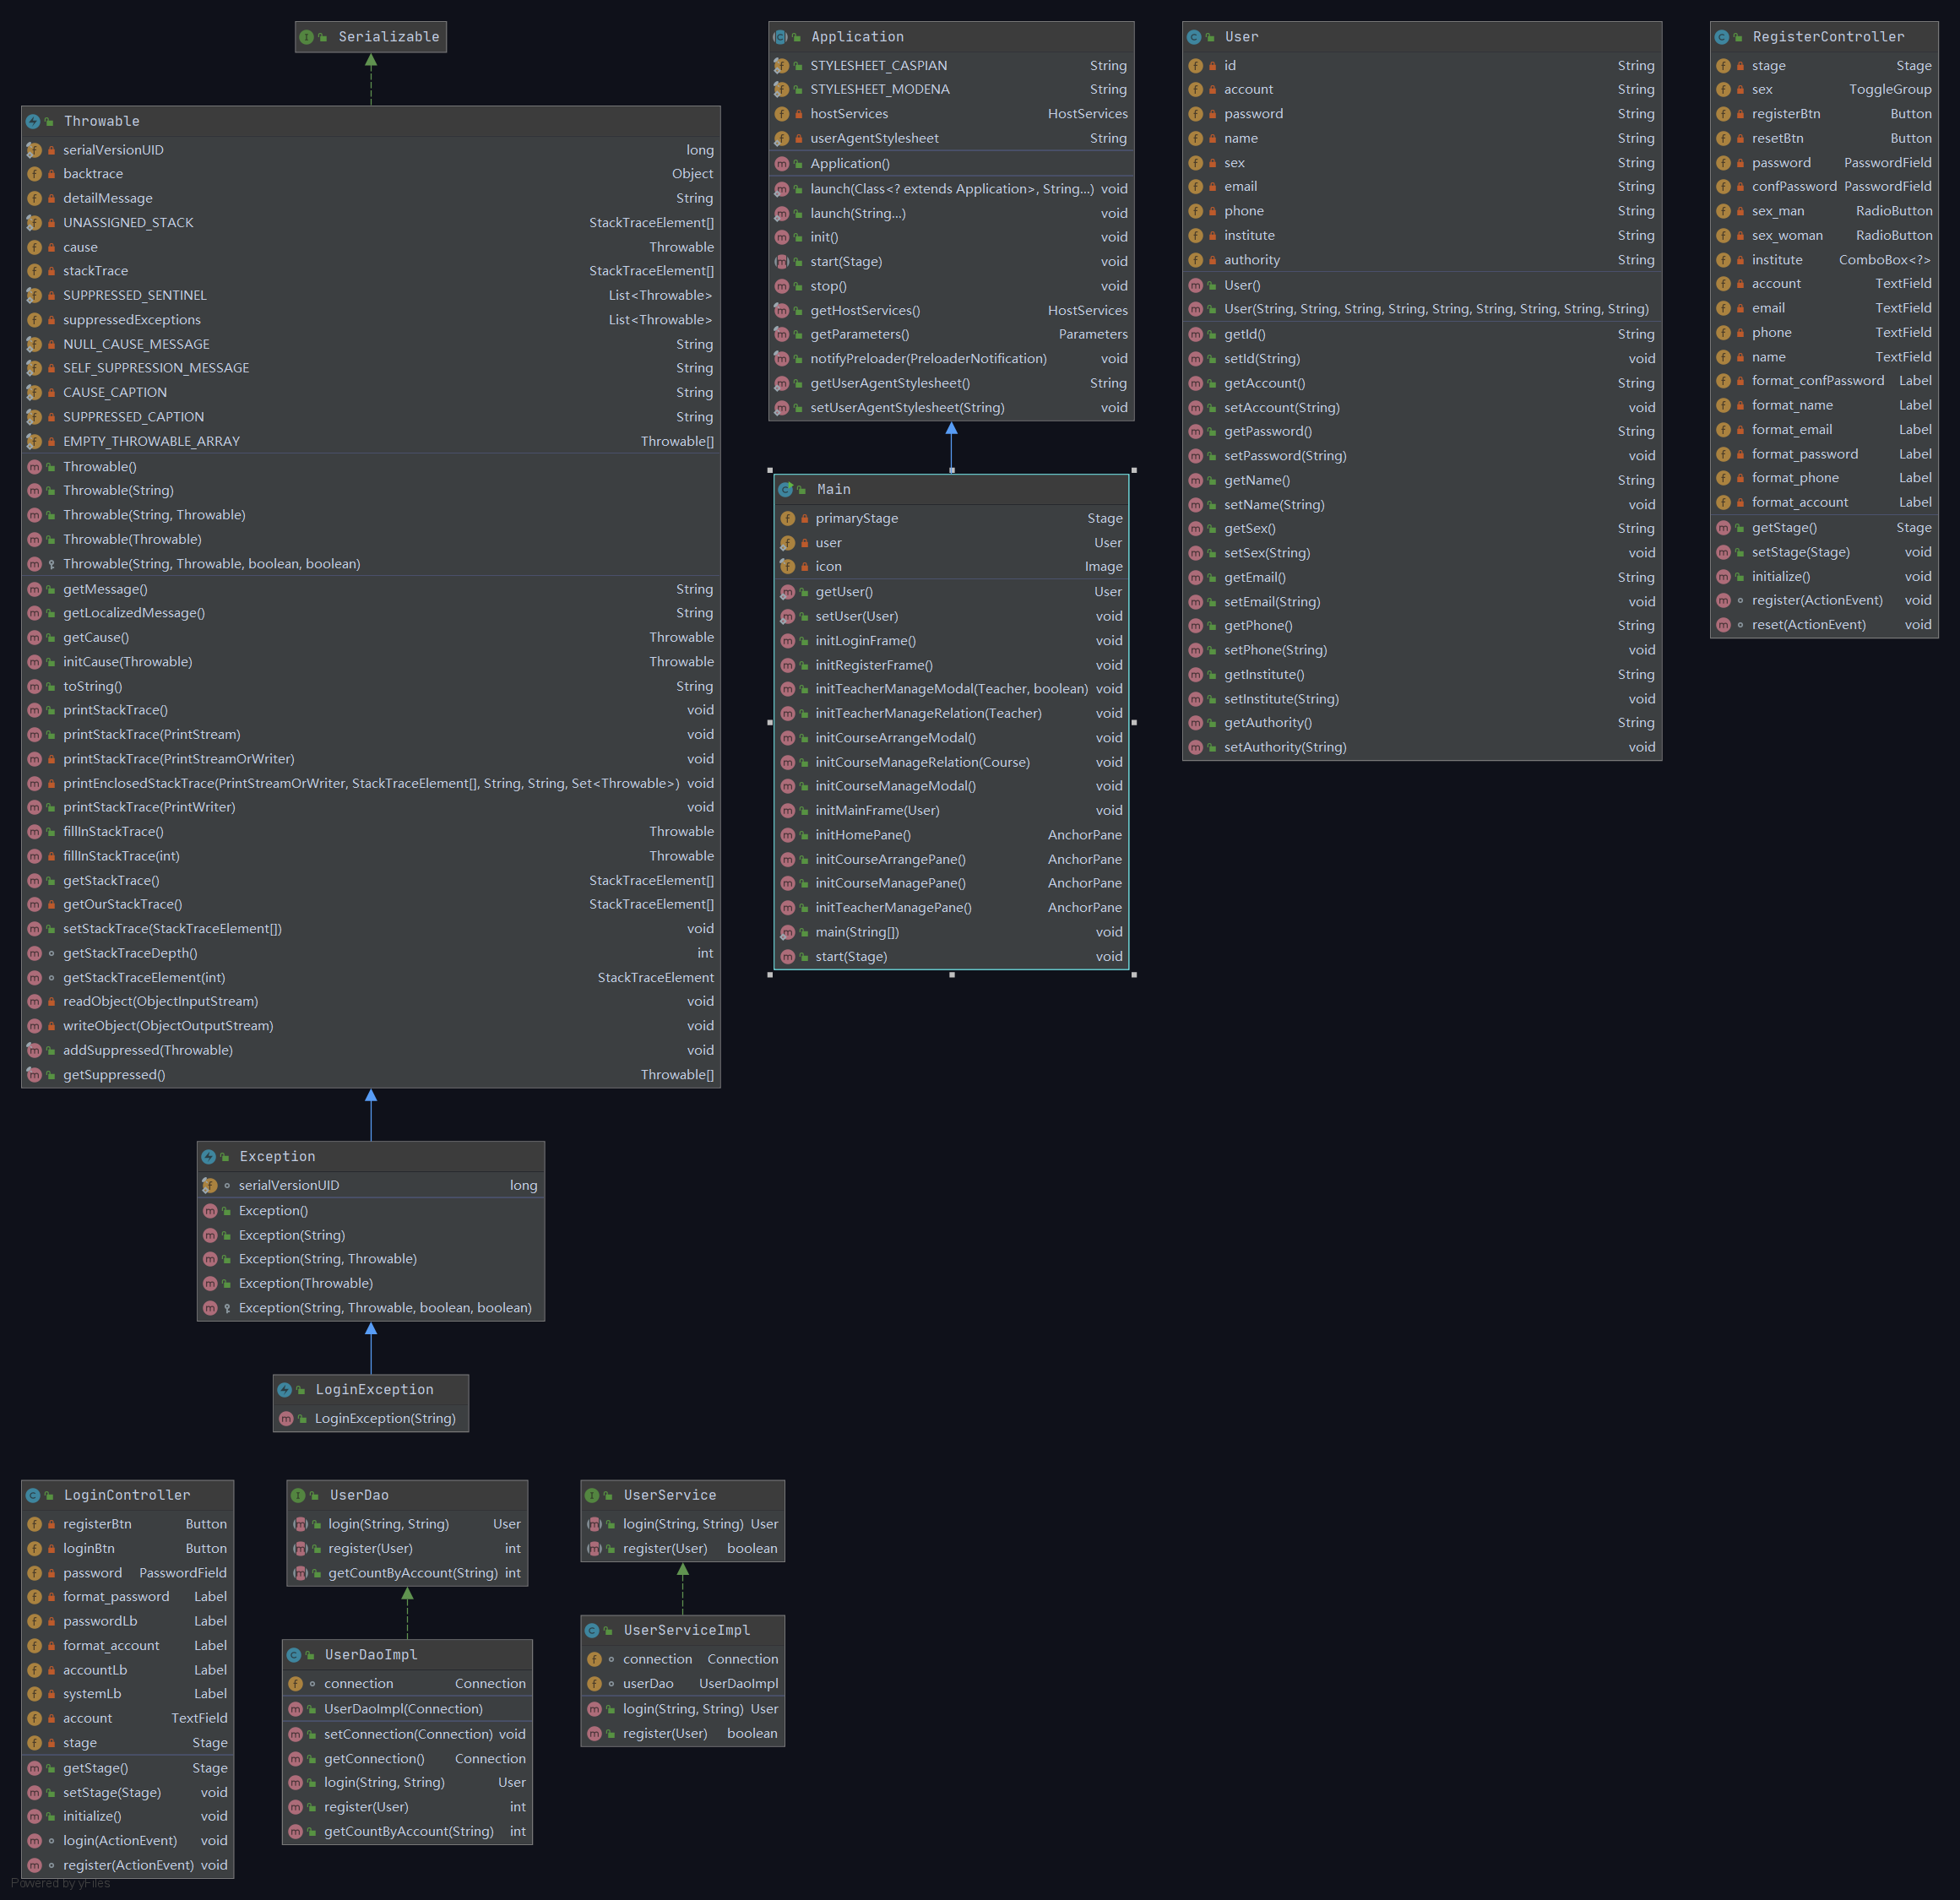 Serializable
Throwable
serialVersionUID long
backtrace Object
detailMessage String
UNASSIGNED_STACK StackTraceElement[]
cause Throwable
stackTrace StackTraceElement[]
SUPPRESSED_SENTINEL List<Throwable>
suppressedExceptions List<Throwable>
NULL_CAUSE_MESSAGE String
SELF_SUPPRESSION_MESSAGE String
CAUSE_CAPTION String
SUPPRESSED_CAPTION String
EMPTY_THROWABLE_ARRAY Throwable[]
Throwable()
Throwable(String)
Throwable(String, Throwable)
Throwable(Throwable)
Throwable(String, Throwable, boolean, boolean)
getMessage() String
getLocalizedMessage() String
getCause() Throwable
initCause(Throwable) Throwable
toString() String
printStackTrace() void
printStackTrace(PrintStream) void
printStackTrace(PrintStreamOrWriter) void
printEnclosedStackTrace(PrintStreamOrWriter, StackTraceElement[], String, String, Set<Throwable>) void
printStackTrace(PrintWriter) void
fillInStackTrace() Throwable
fillInStackTrace(int) Throwable
getStackTrace() StackTraceElement[]
getOurStackTrace() StackTraceElement[]
setStackTrace(StackTraceElement[]) void
getStackTraceDepth() int
getStackTraceElement(int) StackTraceElement
readObject(ObjectInputStream) void
writeObject(ObjectOutputStream) void
addSuppressed(Throwable) void
getSuppressed() Throwable[]
Exception
serialVersionUID long
Exception()
Exception(String)
Exception(String, Throwable)
Exception(Throwable)
Exception(String, Throwable, boolean, boolean)
LoginException
LoginException(String)
Application
STYLESHEET_CASPIAN String
STYLESHEET_MODENA String
hostServices HostServices
userAgentStylesheet String
Application()
launch(Class<? extends Application>, String...) void
launch(String...) void
init() void
start(Stage) void
stop() void
getHostServices() HostServices
getParameters() Parameters
notifyPreloader(PreloaderNotification) void
getUserAgentStylesheet() String
setUserAgentStylesheet(String) void
Main
primaryStage Stage
user User
icon Image
getUser() User
setUser(User) void
initLoginFrame() void
initRegisterFrame() void
initTeacherManageModal(Teacher, boolean) void
initTeacherManageRelation(Teacher) void
initCourseArrangeModal() void
initCourseManageRelation(Course) void
initCourseManageModal() void
initMainFrame(User) void
initHomePane() AnchorPane
initCourseArrangePane() AnchorPane
initCourseManagePane() AnchorPane
initTeacherManagePane() AnchorPane
main(String[]) void
start(Stage) void
User
id String
account String
password String
name String
sex String
email String
phone String
institute String
authority String
User()
User(String, String, String, String, String, String, String, String, String)
getId() String
setId(String) void
getAccount() String
setAccount(String) void
getPassword() String
setPassword(String) void
getName() String
setName(String) void
getSex() String
setSex(String) void
getEmail() String
setEmail(String) void
getPhone() String
setPhone(String) void
getInstitute() String
setInstitute(String) void
getAuthority() String
setAuthority(String) void
RegisterController
stage Stage
sex ToggleGroup
registerBtn Button
resetBtn Button
password PasswordField
confPassword PasswordField
sex_man RadioButton
sex_woman RadioButton
institute ComboBox<?>
account TextField
email TextField
phone TextField
name TextField
format_confPassword Label
format_name Label
format_email Label
format_password Label
format_phone Label
format_account Label
getStage() Stage
setStage(Stage) void
initialize() void
register(ActionEvent) void
reset(ActionEvent) void
LoginController
registerBtn Button
loginBtn Button
password PasswordField
format_password Label
passwordLb Label
format_account Label
accountLb Label
systemLb Label
account TextField
stage Stage
getStage() Stage
setStage(Stage) void
initialize() void
login(ActionEvent) void
register(ActionEvent) void
UserDao
login(String, String) User
register(User) int
getCountByAccount(String) int
UserDaoImpl
connection Connection
UserDaoImpl(Connection)
setConnection(Connection) void
getConnection() Connection
login(String, String) User
register(User) int
getCountByAccount(String) int
UserService
login(String, String) User
register(User) boolean
UserServiceImpl
connection Connection
userDao UserDaoImpl
login(String, String) User
register(User) boolean
Powered by yFiles